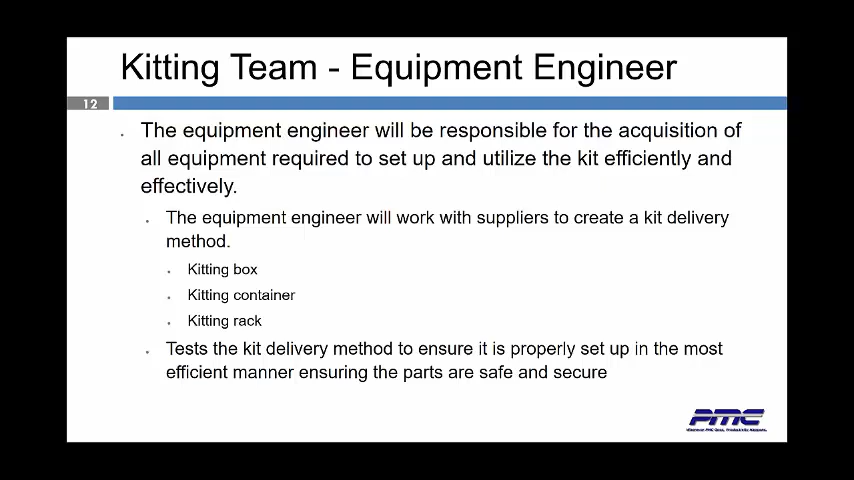 Kitting Team - Equipment Engineer
12
The equipment engineer will be responsible for the acquisition of
all equipment required to set up and utilize the kit efficiently and
effectively.
The equipment engineer will work with suppliers to create a kit delivery
method.
Kitting box
Kitting container
Kitting rack
Tests the kit delivery method to ensure it is properly set up in the most
efficient manner ensuring the parts are safe and secure
PMC